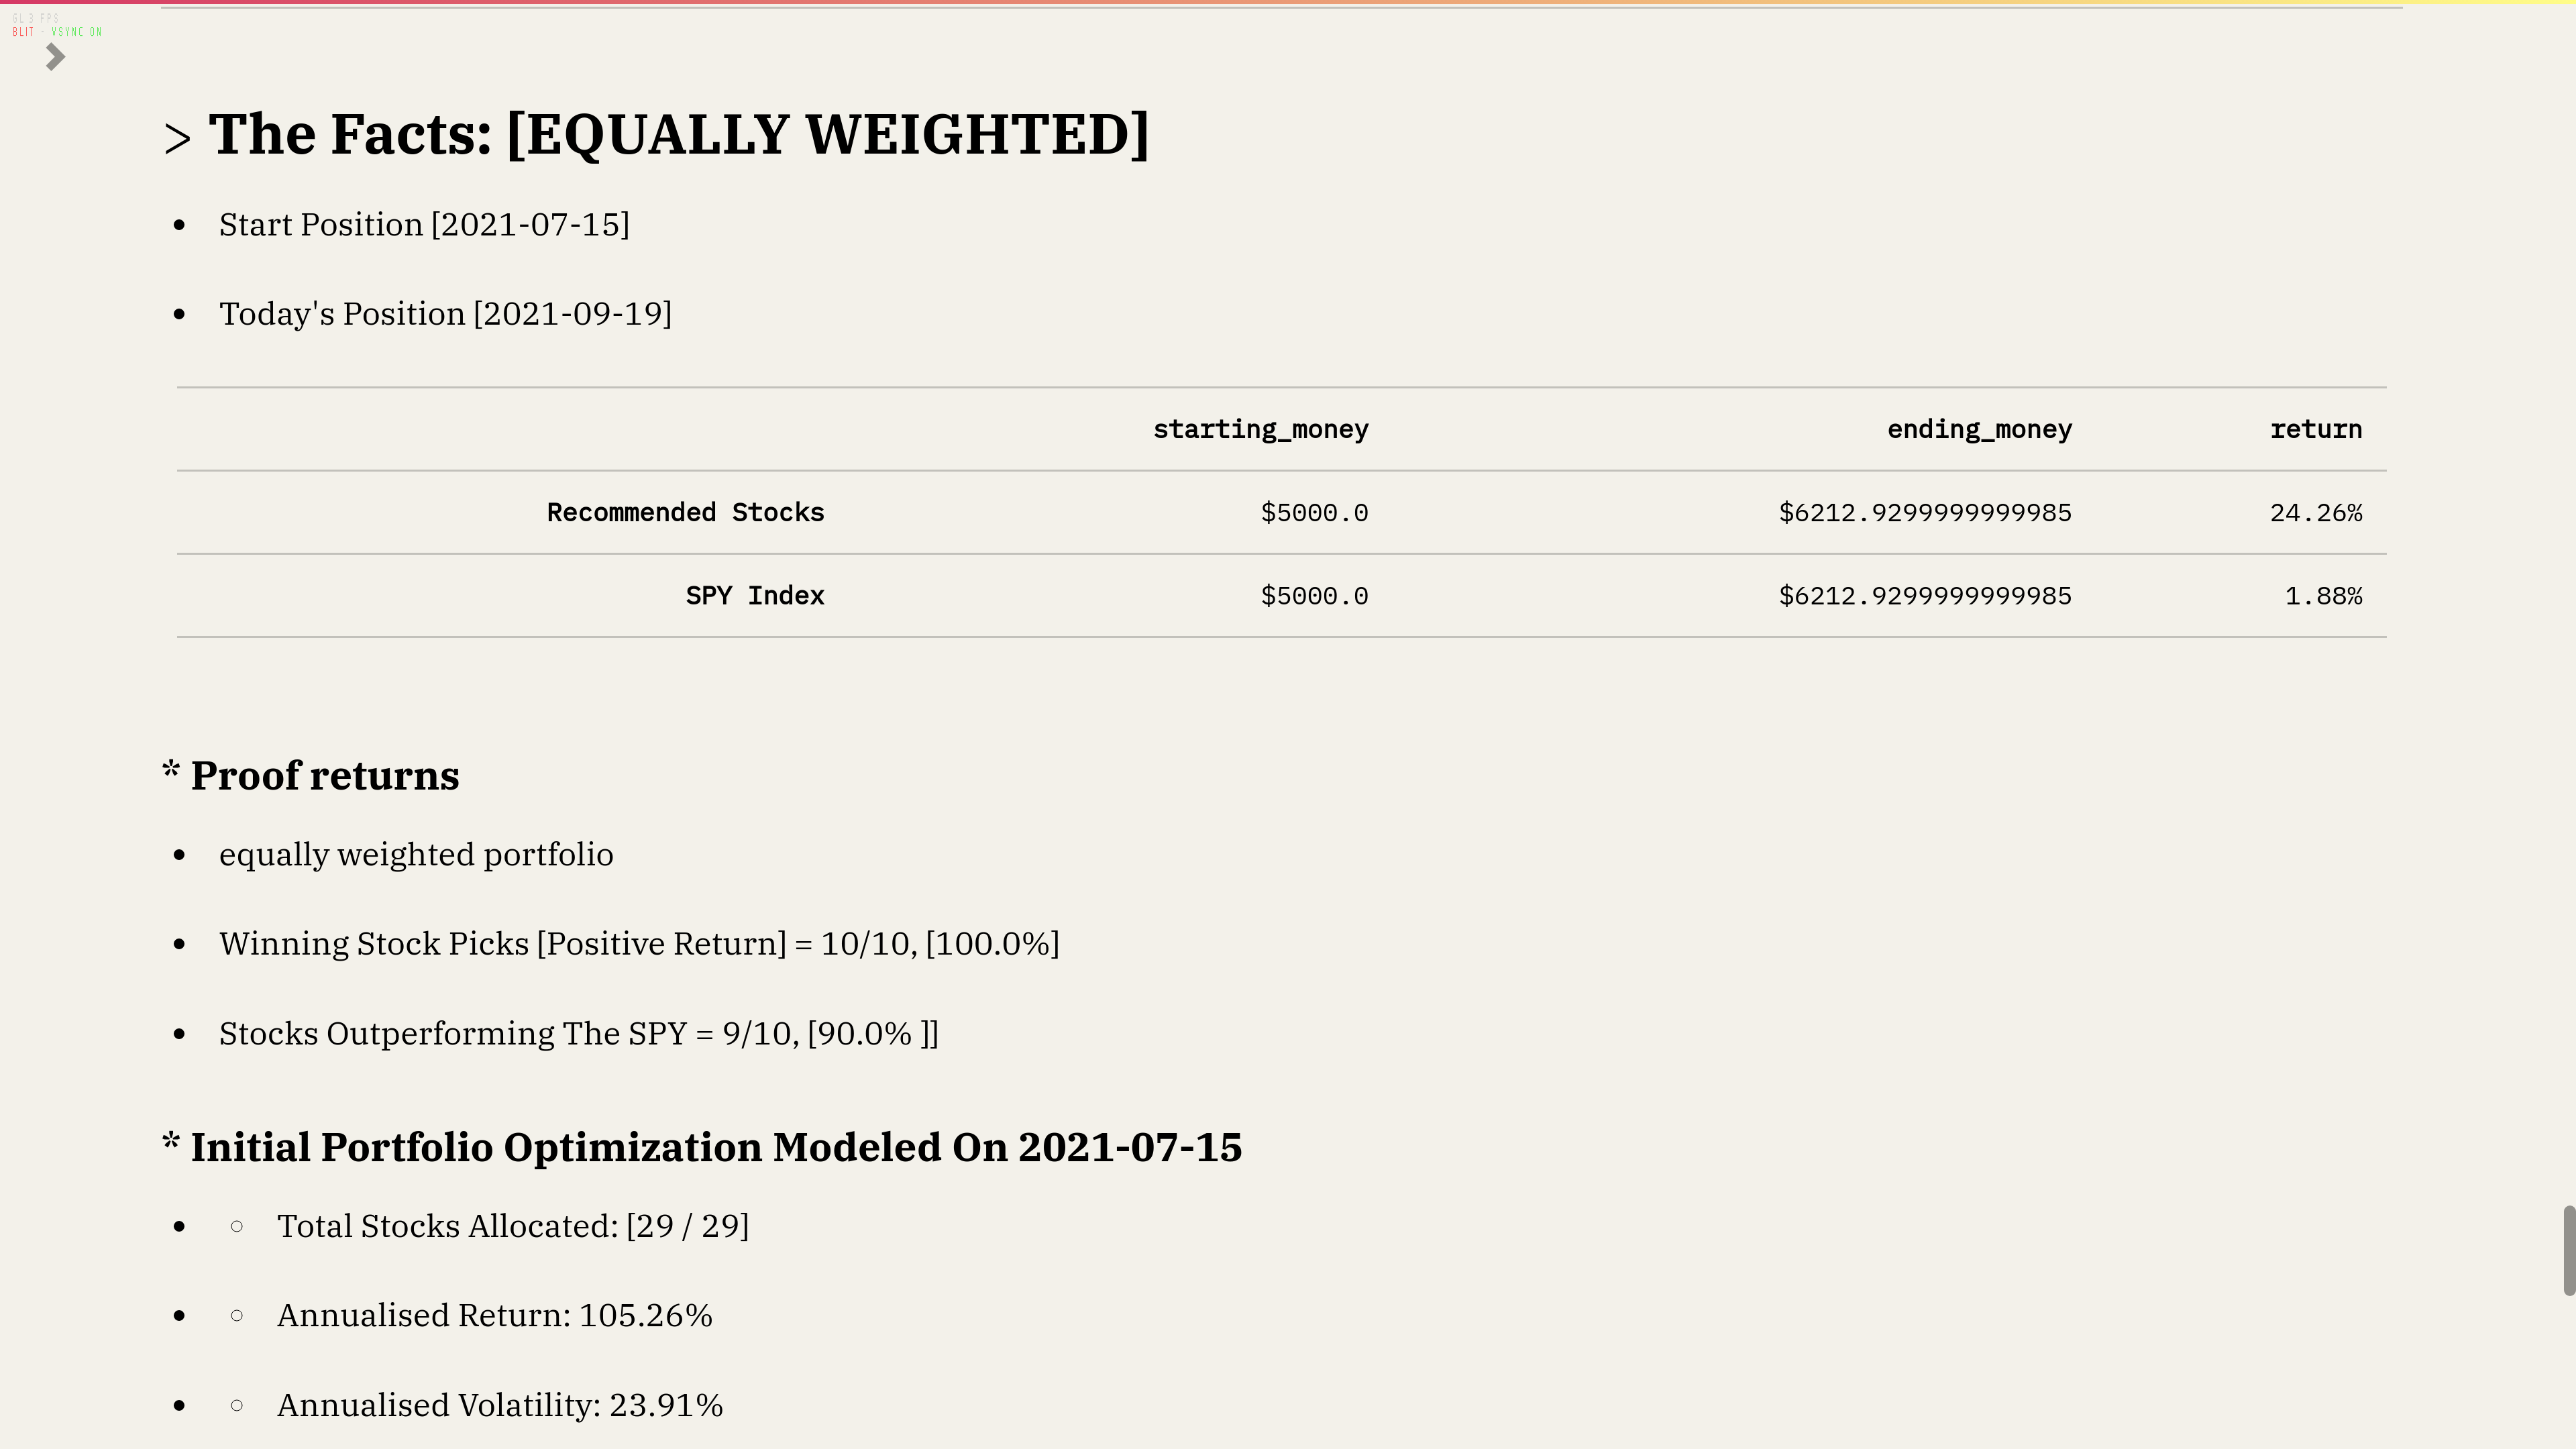 GL 3 FPS
BLIT - VSYNC ON
> The Facts: [EQUALLY WEIGHTED]
• Start Position [2021-07-15]
• Today's Position [2021-09-19]
starting_money ending_money return
Recommended Stocks $5000.0 $6212.9299999999985 24.26%
SPY Index $5000.0 $6212.9299999999985 1.88%
* Proof returns
• equally weighted portfolio
• Winning Stock Picks [Positive Return] = 10/10, [100.0%]
• Stocks Outperforming The SPY = 9/10, [90.0% ]]
* Initial Portfolio Optimization Modeled On 2021-07-15
• ○ Total Stocks Allocated: [29 / 29]
• ○ Annualised Return: 105.26%
• ○ Annualised Volatility: 23.91%